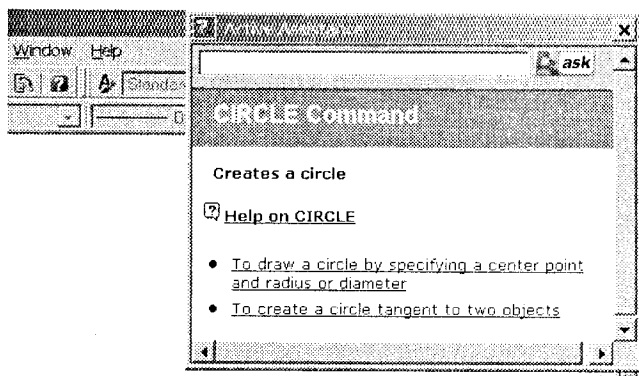 Window Help
ask
CIRCLE Command
Creates a circle
Help on CIRCLE
To draw a circle by specifying a center point
and radius or diameter
To create a circle tangent to two objects